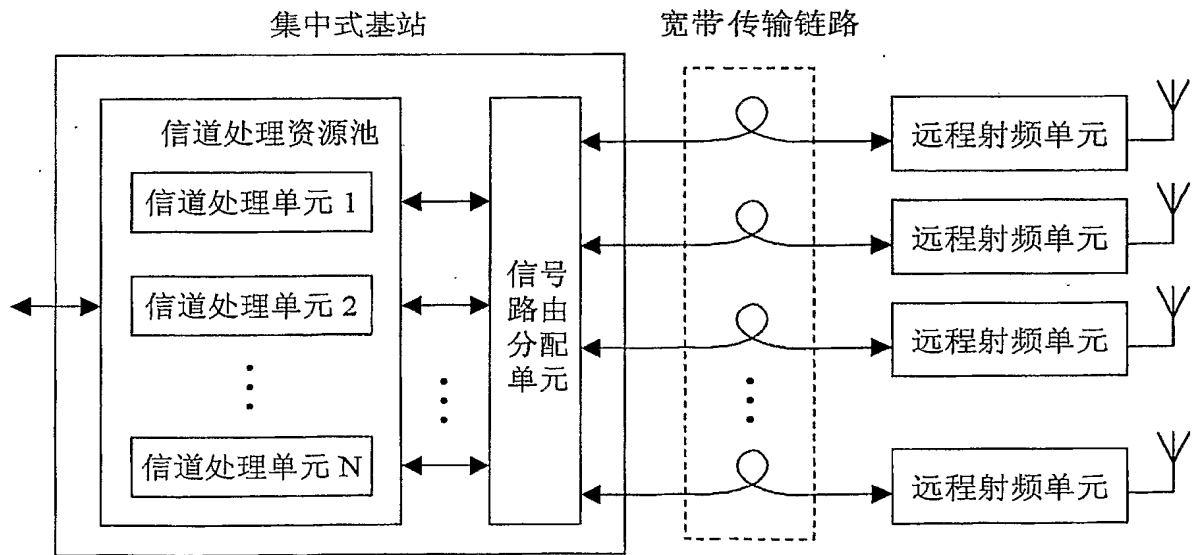 集中式基站
宽带传输链路
信道处理资源池
信道处理单元 1
信道处理单元 2
信道处理单元 N
信号
路由
分配
单元
远程射频单元
远程射频单元
远程射频单元
远程射频单元